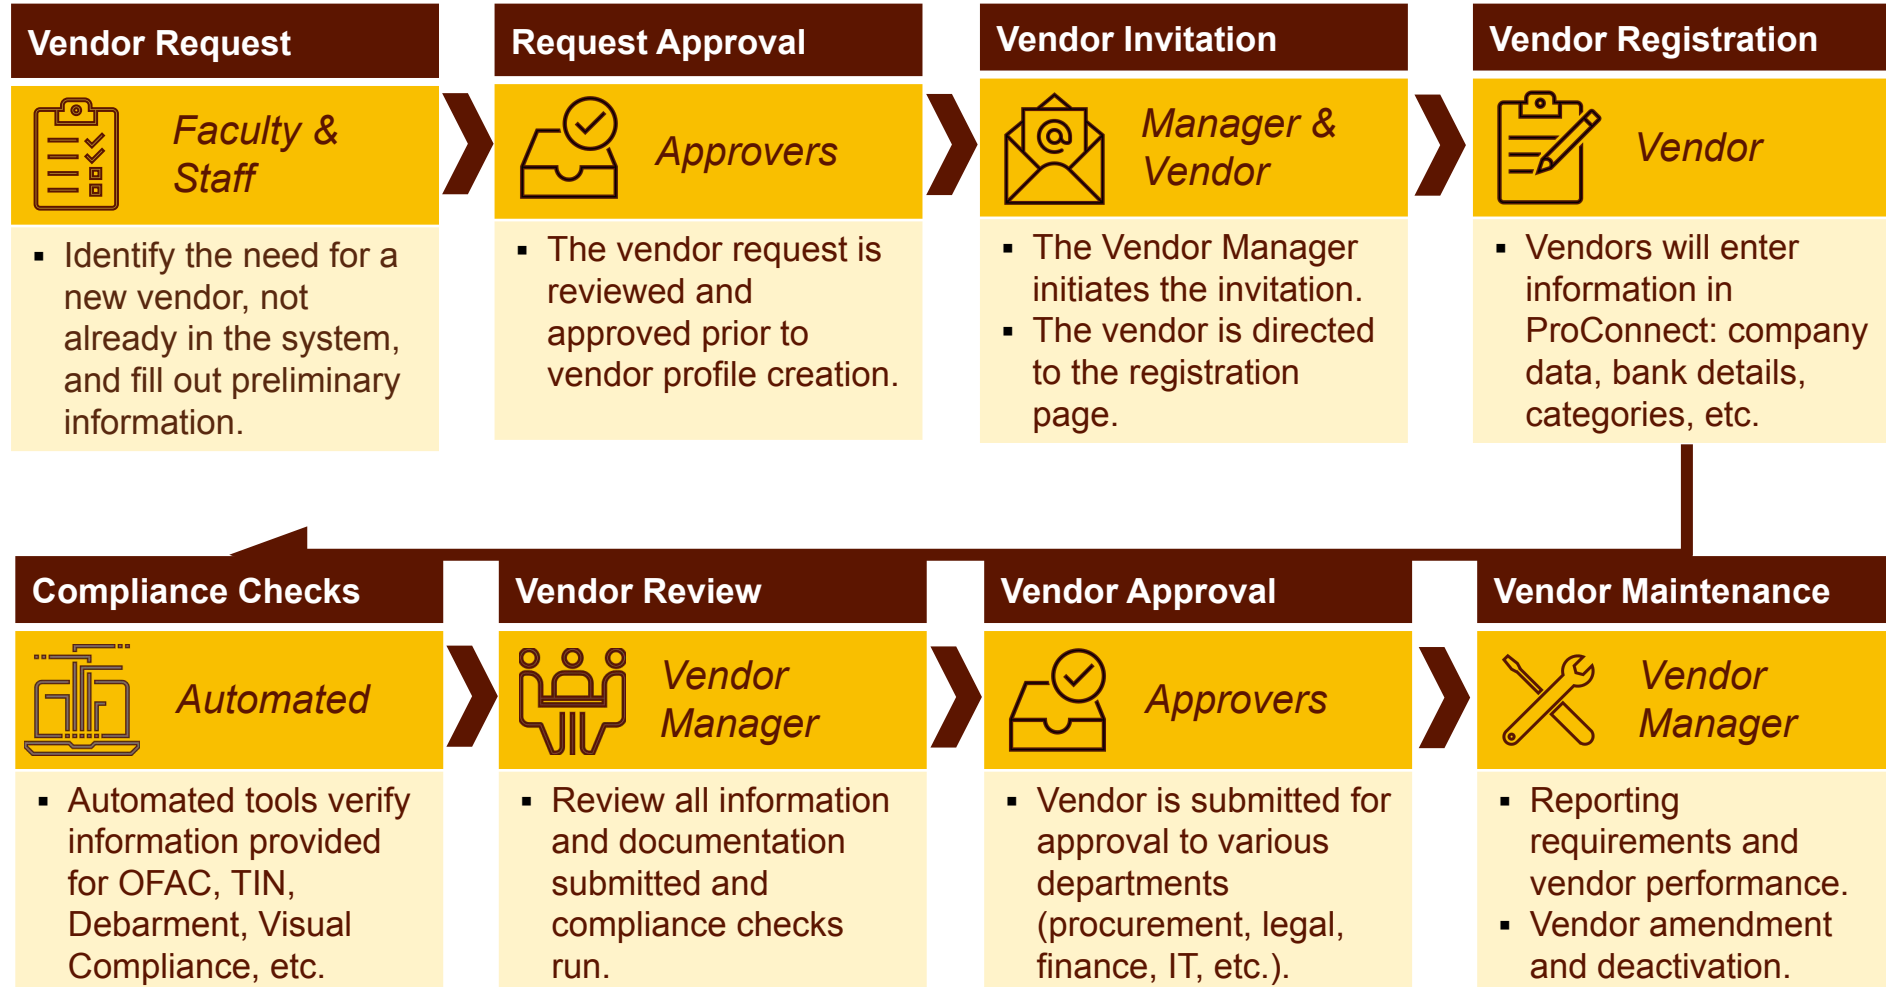 Vendor Request
Faculty &
Staff
▪ Identify the need for a
new vendor, not
already in the system,
and fill out preliminary
information.
Request Approval
Approvers
▪ The vendor request is
reviewed and
approved prior to
vendor profile creation.
Vendor Invitation
@
Manager &
Vendor
▪ The Vendor Manager
initiates the invitation.
▪ The vendor is directed
to the registration
page.
Vendor Registration
Vendor
▪ Vendors will enter
information in
ProConnect: company
data, bank details,
categories, etc.
Compliance Checks
Automated
▪ Automated tools verify
information provided
for OFAC, TIN,
Debarment, Visual
Compliance, etc.
Vendor Review
Vendor
Manager
▪ Review all information
and documentation
submitted and
compliance checks
run.
Vendor Approval
Approvers
▪ Vendor is submitted for
approval to various
departments
(procurement, legal,
finance, IT, etc.).
Vendor Maintenance
Vendor
Manager
▪ Reporting
requirements and
vendor performance.
▪ Vendor amendment
and deactivation.